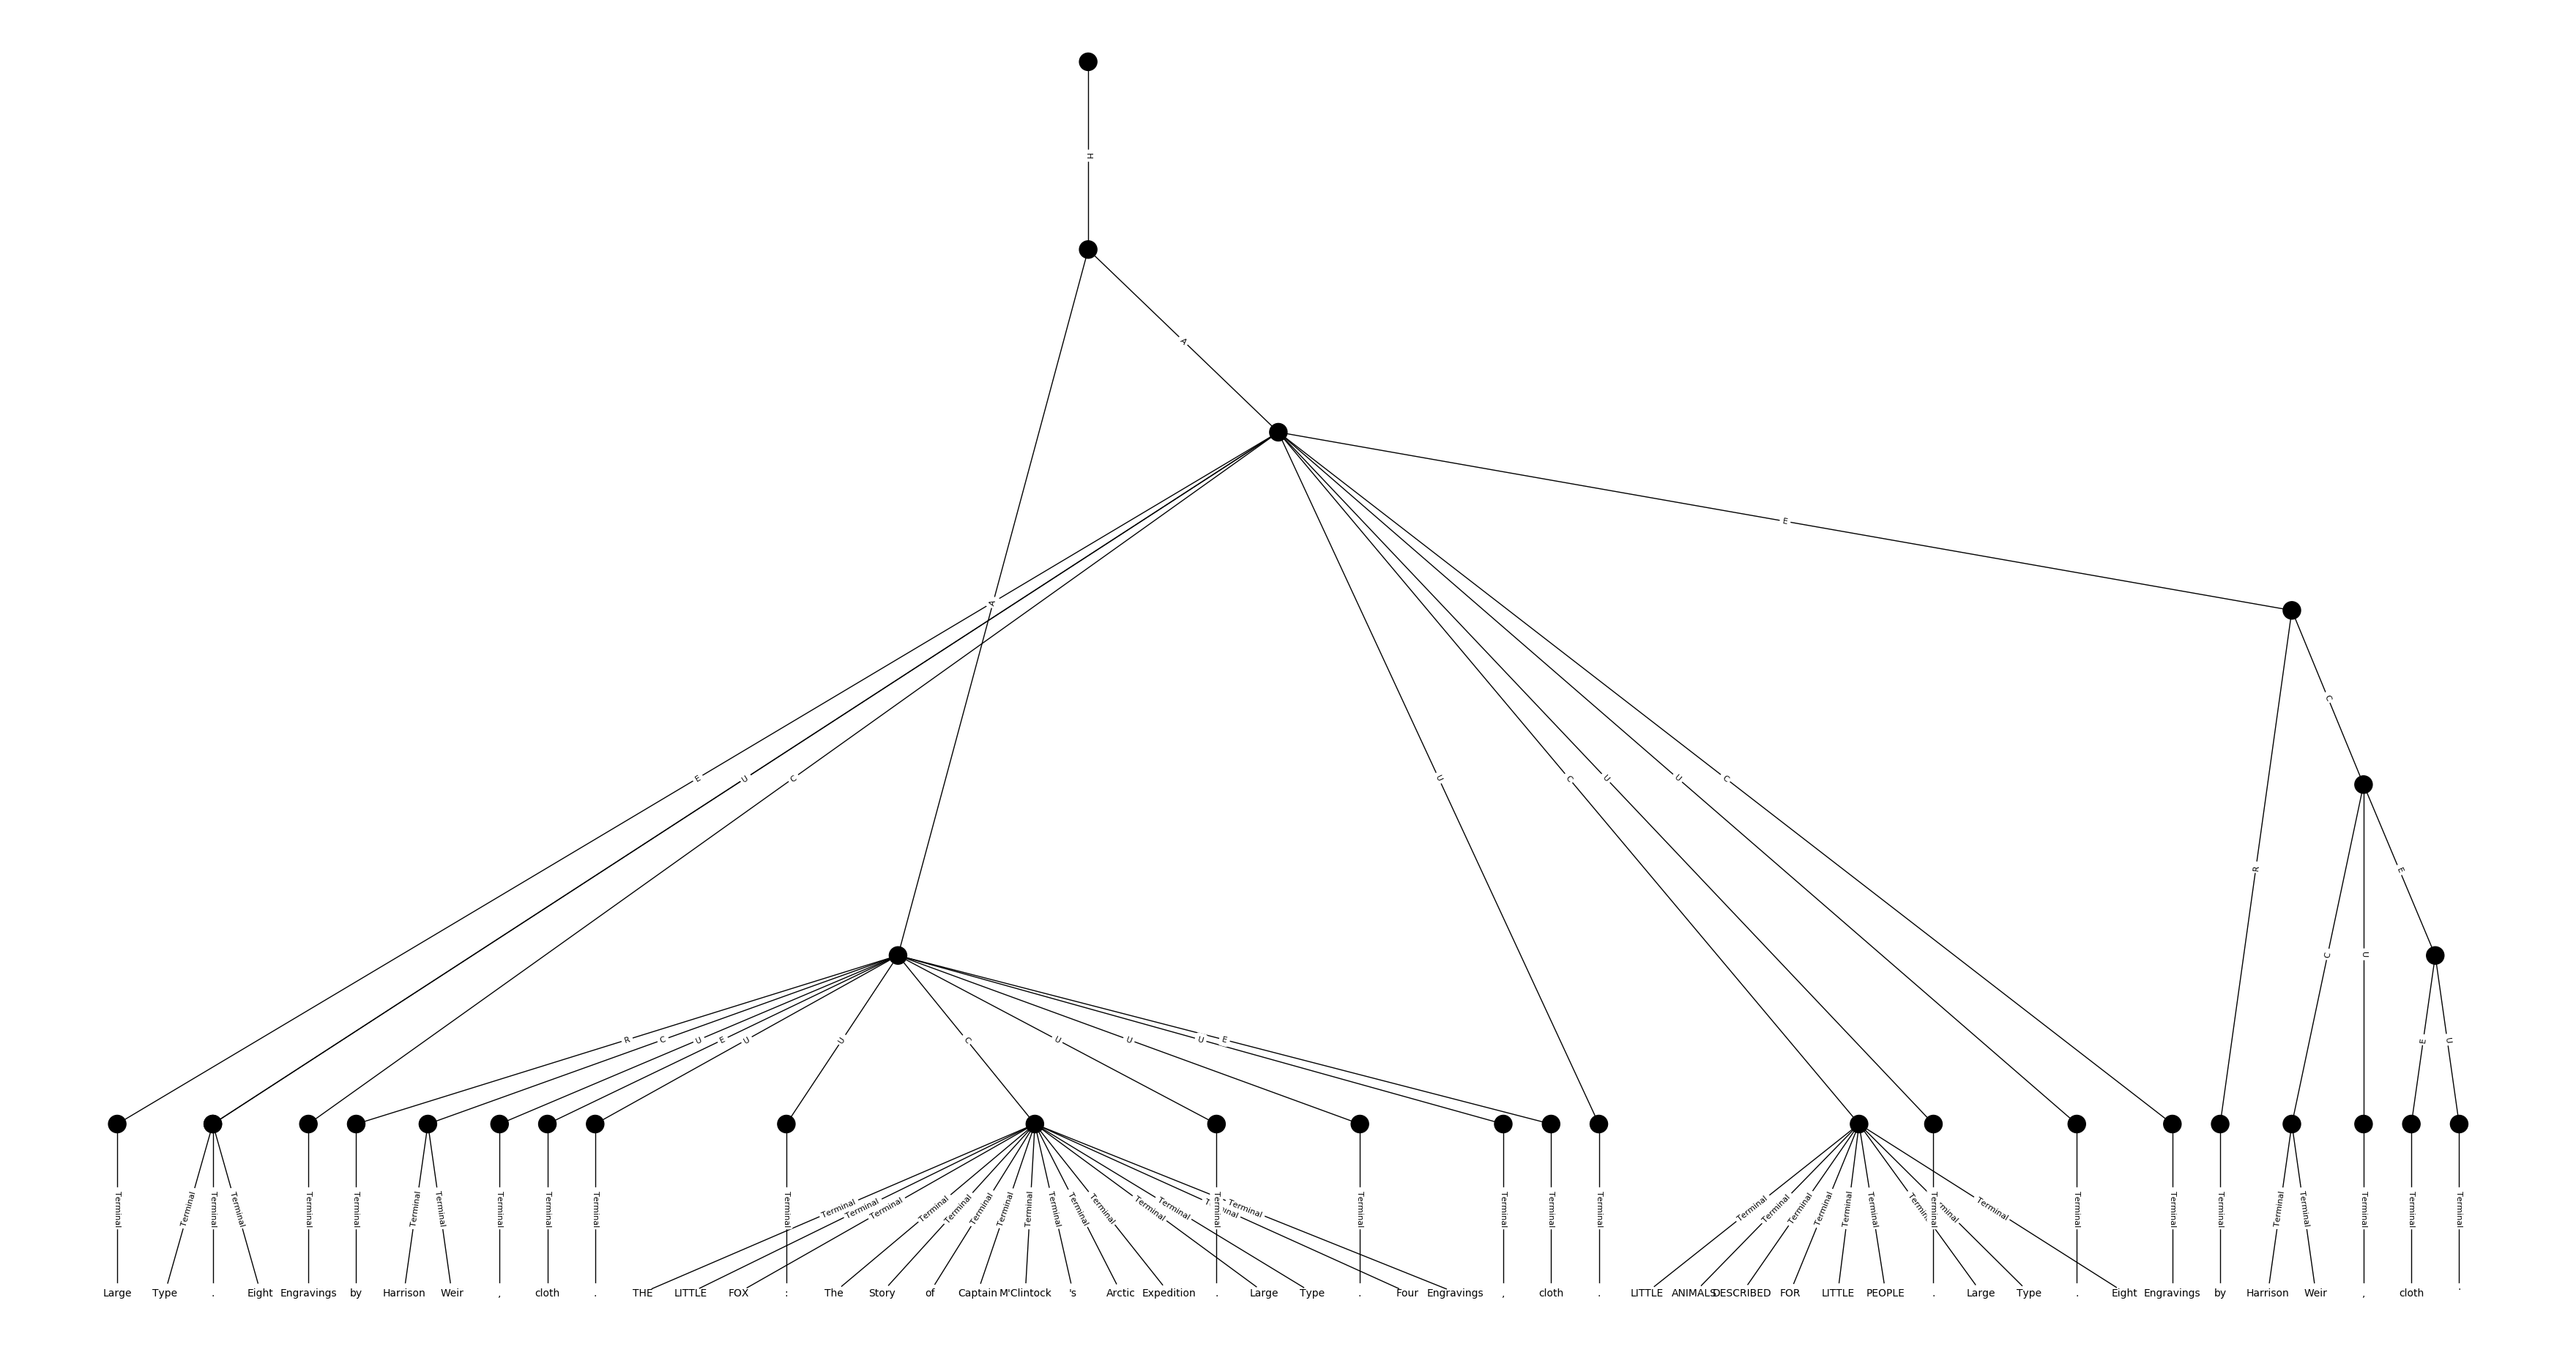 H
A
A
E
E
C
E U C U C U U C
R
E
C U
R C U E U U C U U U E
E U
Terminal Terminal Terminal Terminal Terminal Terminal Terminal Terminal Terminal Terminal Terminal Terminal Terminal Terminal Terminal Terminal Terminal Terminal Terminal Terminal Terminal Terminal Terminal Terminal Terminal Terminal Terminal Terminal Terminal Terminal Terminal Terminal Terminal Terminal Terminal Terminal Terminal Terminal Terminal Terminal Terminal Terminal Terminal Terminal Terminal Terminal Terminal
Large Type . Eight Engravings by Harrison Weir , cloth . THE LITTLE FOX : The Story of Captain M'Clintock 's Arctic Expedition . Large Type . Four Engravings , cloth . LITTLE ANIMALS DESCRIBED FOR LITTLE PEOPLE . Large Type . Eight Engravings by Harrison Weir , cloth .